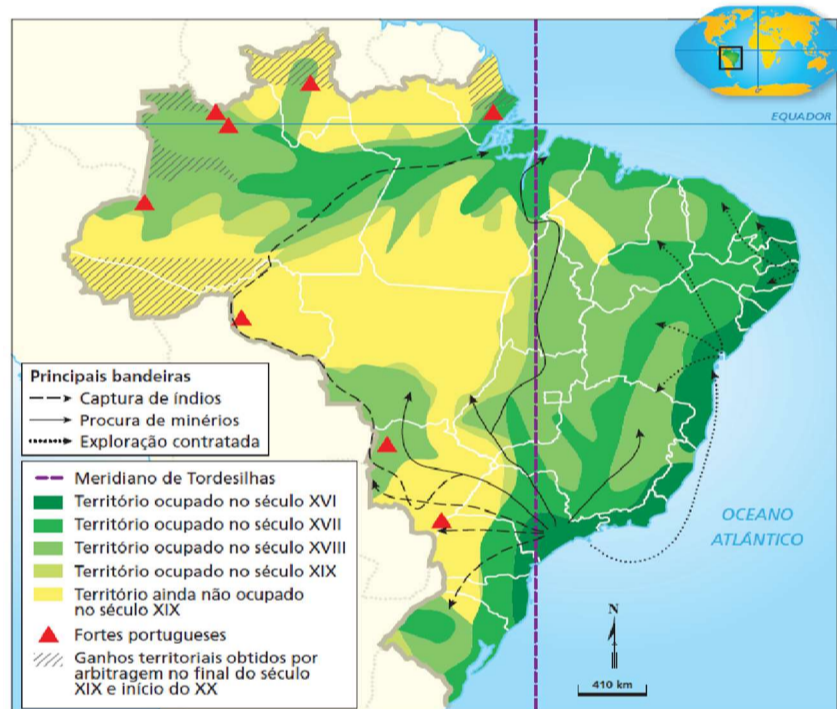 EQUADOR
Principais bandeiras
Captura de índios
Procura de minérios
Exploração contratada
Meridiano de Tordesilhas
Território ocupado no século XVI
Território ocupado no século XVII
Território ocupado no século XVIII
Território ocupado no século XIX
Território ainda não ocupado
no século XIX
Fortes portugueses
Ganhos territoriais obtidos por
arbitragem no final do século
XIX e início do XX
OCEANO
ATLÂNTICO
N
410 km